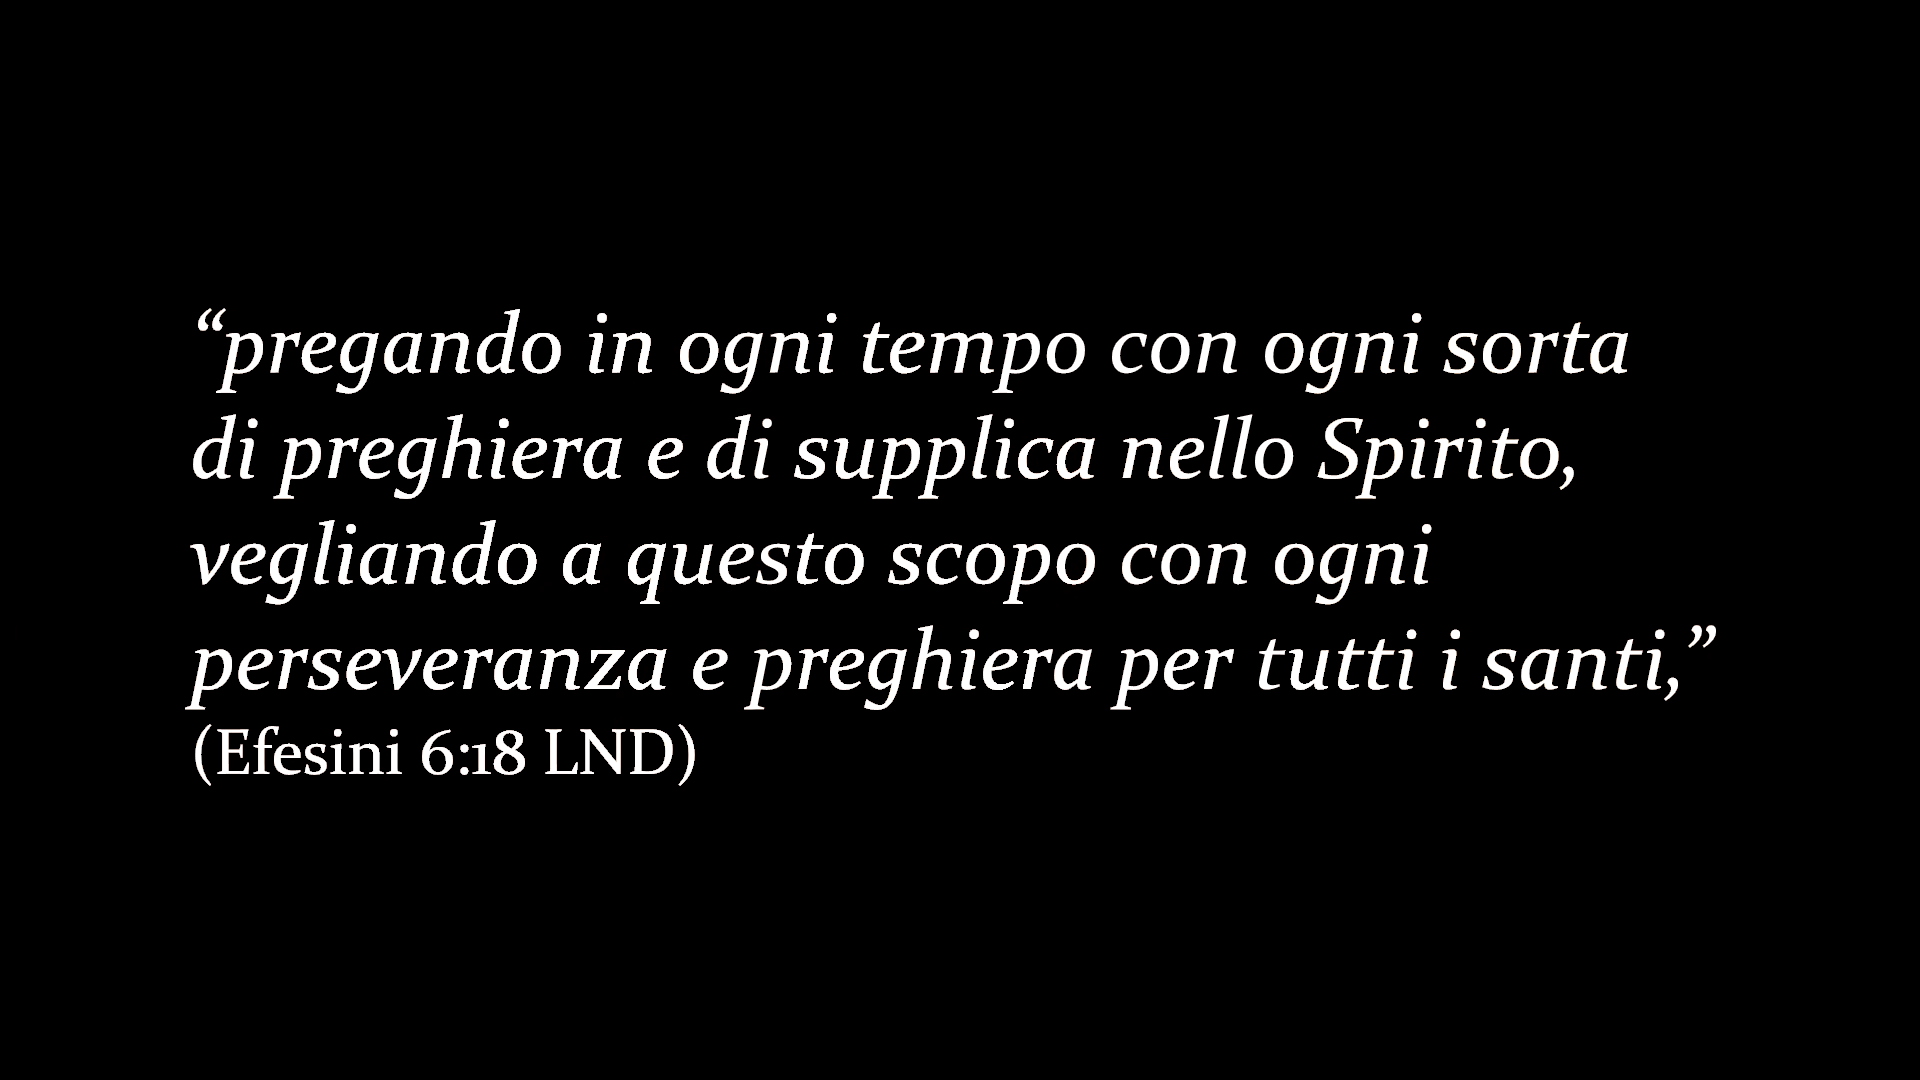 “pregando in ogni tempo con ogni sorta
di preghiera e di supplica nello Spirito,
vegliando a questo scopo con ogni
perseveranza e preghiera per tutti i santi,”
(Efesini 6:18 LND)